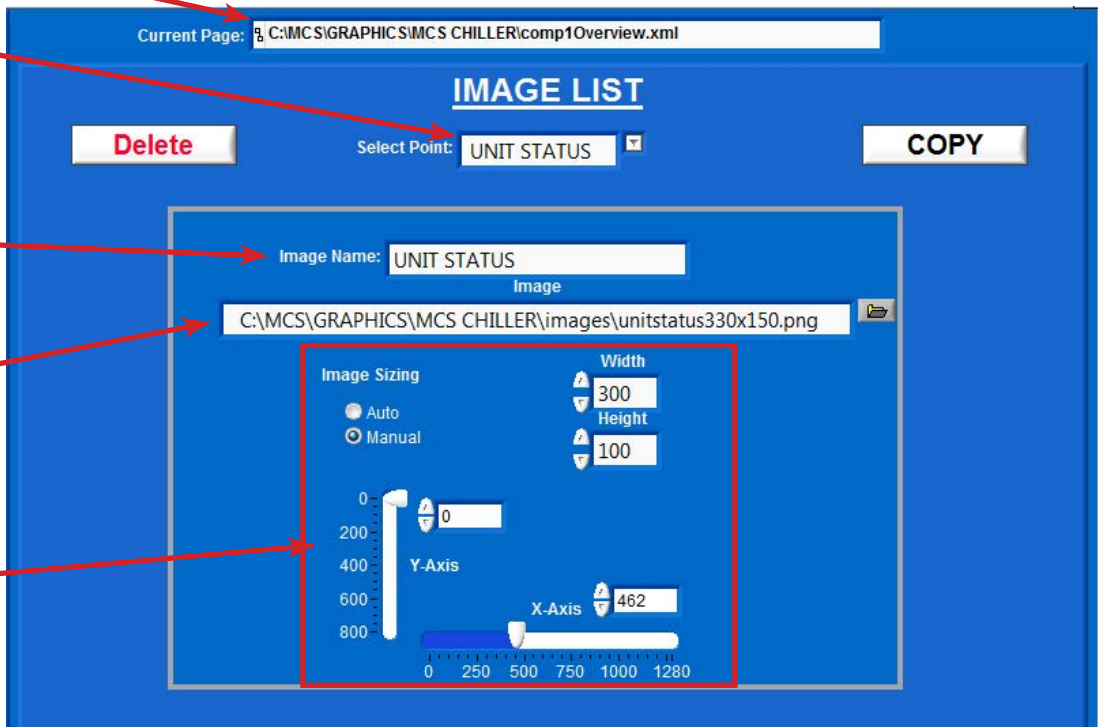 Current Page: C:\MCS\GRAPHICS\MCS CHILLER\comp1Overview.xml
IMAGE LIST
Delete
Select Point: UNIT STATUS
COPY
Image Name: UNIT STATUS
Image
C:\MCS\GRAPHICS\MCS CHILLER\images\unitstatus330x150.png
Image Sizing
Auto
Manual
Width
300
Height
100
0
200
400
600
800
0
Y-Axis
X-Axis 462
0 250 500 750 1000 1280